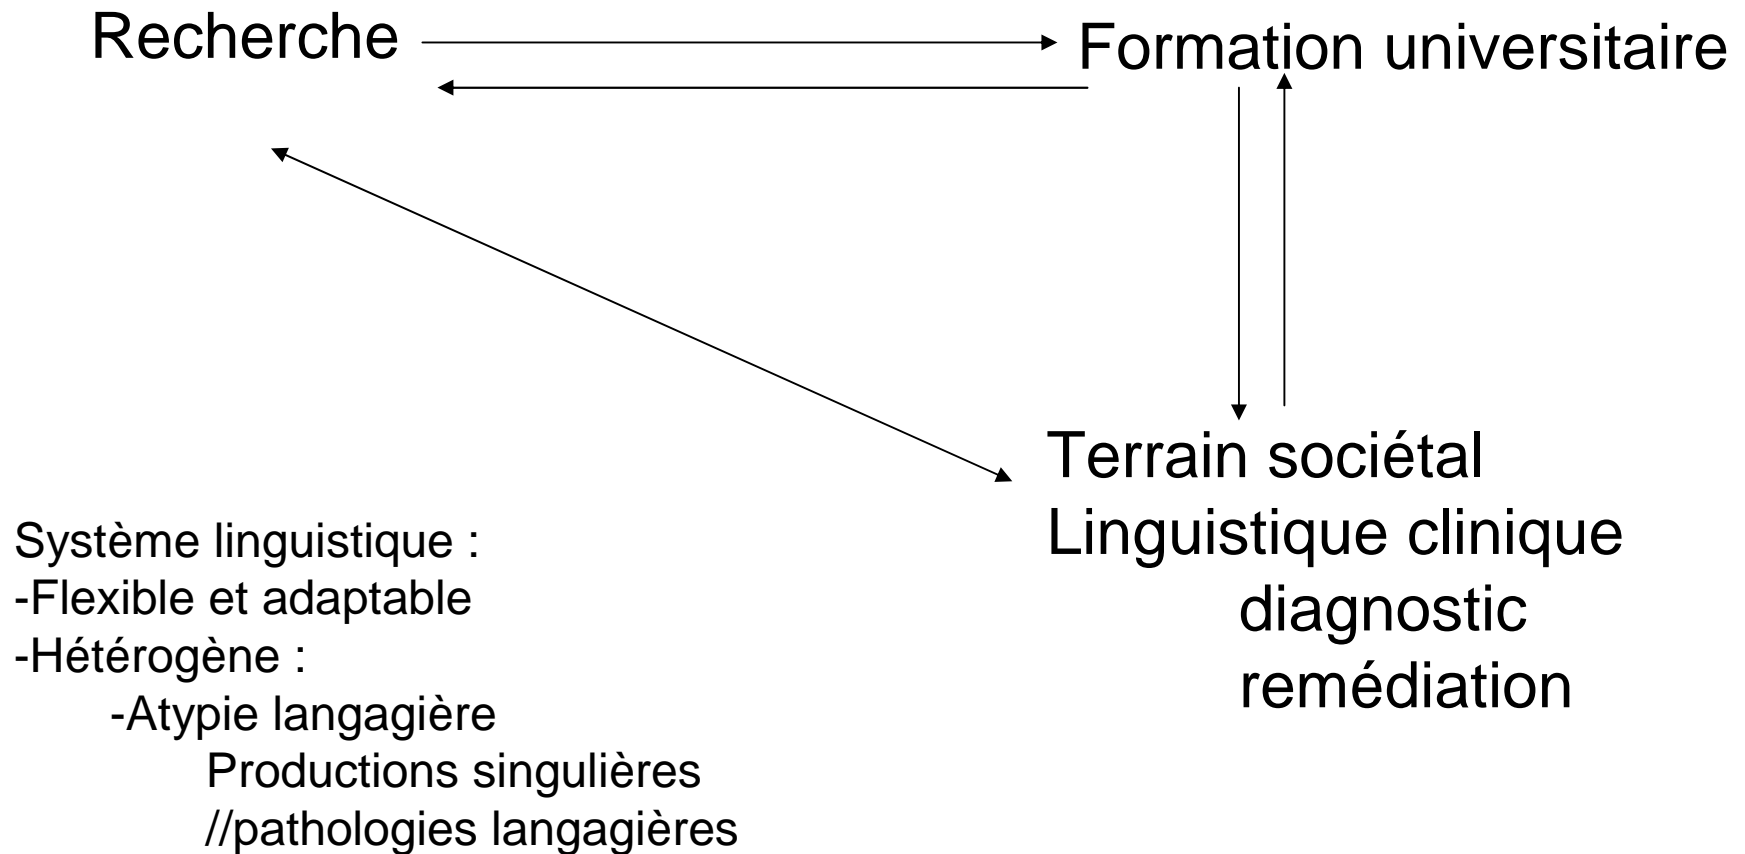 Recherche
Formation universitaire
Terrain sociétal
Linguistique clinique
diagnostic
remédiation
Système linguistique :
-Flexible et adaptable
-Hétérogène :
-Atypie langagière
Productions singulières
//pathologies langagières